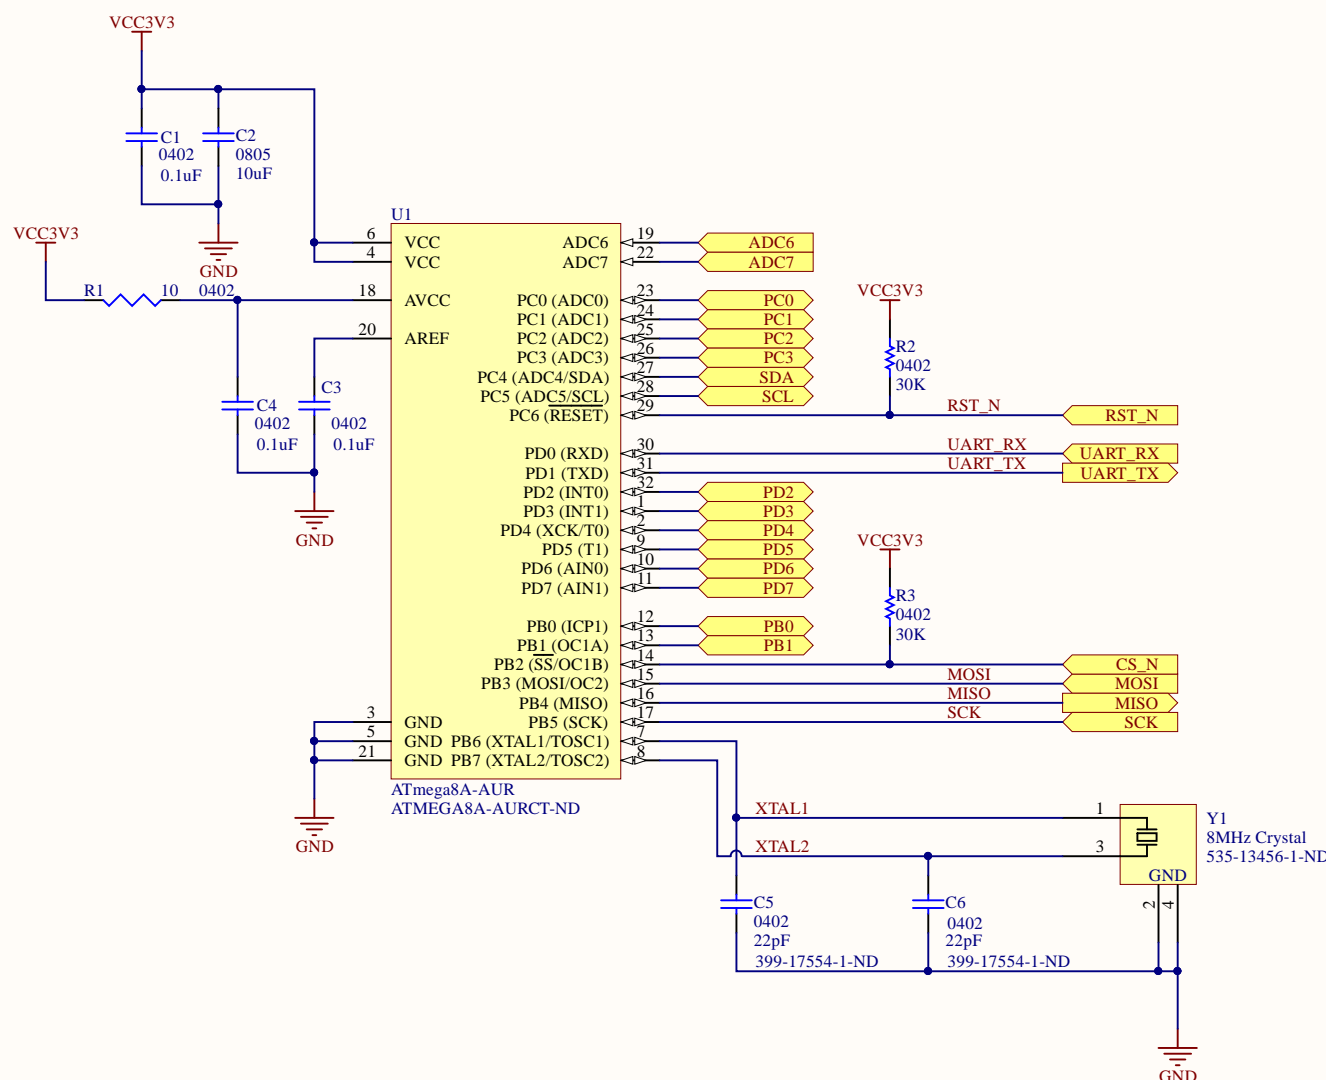 VCC3V3
C1
0402
0.1uF
C2
0805
10uF
GND
VCC3V3
R1
10
0402
C4
0402
0.1uF
C3
0402
0.1uF
GND
U1
6 VCC
4 VCC
18 AVCC
20 AREF
3 GND
5 GND
21 GND
GND
ADC6 19 ADC6
ADC7 22 ADC7
PC0 (ADC0) 23 PC0
PC1 (ADC1) 24 PC1
PC2 (ADC2) 25 PC2
PC3 (ADC3) 26 PC3
PC4 (ADC4/SDA) 27 SDA
PC5 (ADC5/SCL) 28 SCL
PC6 (RESET) 29 RST_N RST_N
PD0 (RXD) 30 UART_RX UART_RX
PD1 (TXD) 31 UART_TX UART_TX
PD2 (INT0) 32 PD2
PD3 (INT1) 1 PD3
PD4 (XCK/T0) 2 PD4
PD5 (T1) 9 PD5
PD6 (AIN0) 10 PD6
PD7 (AIN1) 11 PD7
PB0 (ICP1) 12 PB0
PB1 (OC1A) 13 PB1
PB2 (SS/OC1B) 14 CS_N
PB3 (MOSI/OC2) 15 MOSI MOSI
PB4 (MISO) 16 MISO MISO
PB5 (SCK) 17 SCK SCK
PB6 (XTAL1/TOSC1) 7
PB7 (XTAL2/TOSC2) 8
ATmega8A-AUR
ATMEGA8A-AURCT-ND
VCC3V3
R2
0402
30K
VCC3V3
R3
0402
30K
XTAL1 1
XTAL2 3
Y1
8MHz Crystal
535-13456-1-ND
GND
2
4
C5
0402
22pF
399-17554-1-ND
C6
0402
22pF
399-17554-1-ND
GND